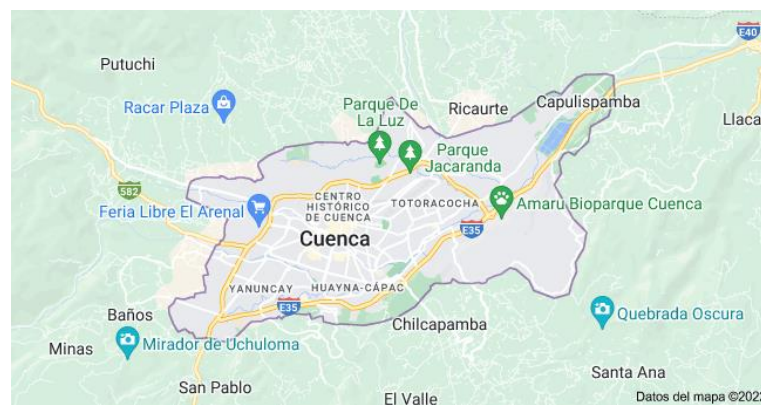 E40
Putuchi
Capulispamba
Racar Plaza
Parque De
La Luz
Ricaurte
Llaca
Parque
Jacaranda
582
CENTRO
HISTÓRICO
DE CUENCA
TOTORACOCHA
Amaru Bioparque Cuenca
Feria Libre El Arenal
E35
Cuenca
YANUNCAY
HUAYNA-CÁPAC
E35
Baños
Chilcapamba
Quebrada Oscura
Minas
Mirador de Uchuloma
Santa Ana
San Pablo
El Valle
Datos del mapa ©2022